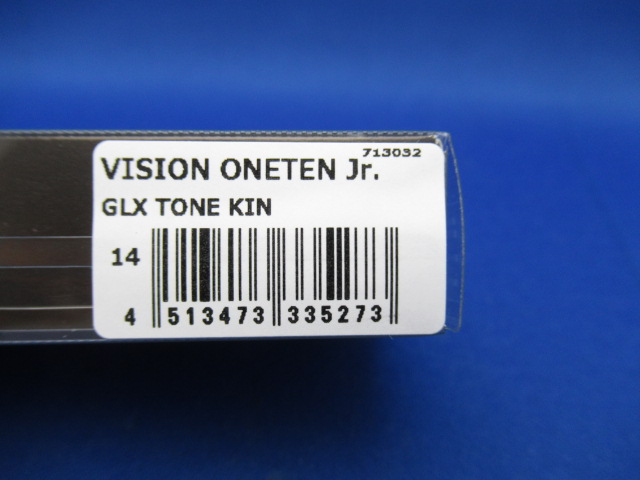 713032
VISION ONETEN Jr.
GLX TONE KIN
14
4 513473 335273